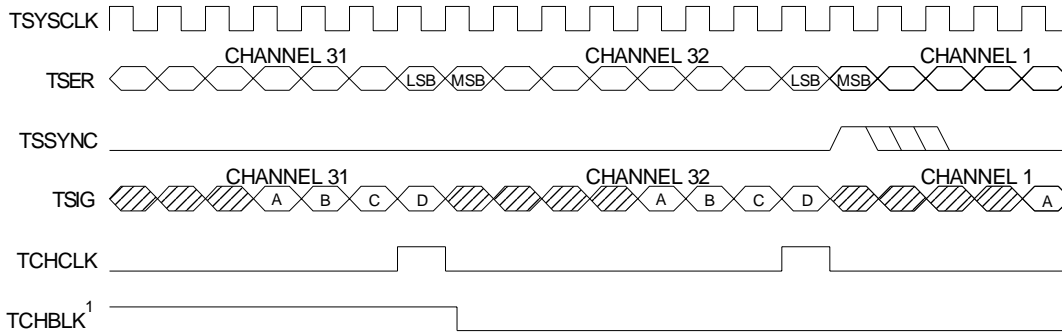 TSYSCLK
CHANNEL 31 CHANNEL 32 CHANNEL 1
TSER LSB MSB LSB MSB
TSSYNC
CHANNEL 31 CHANNEL 32 CHANNEL 1
TSIG A B C D A B C D A
TCHCLK
TCHBLK1